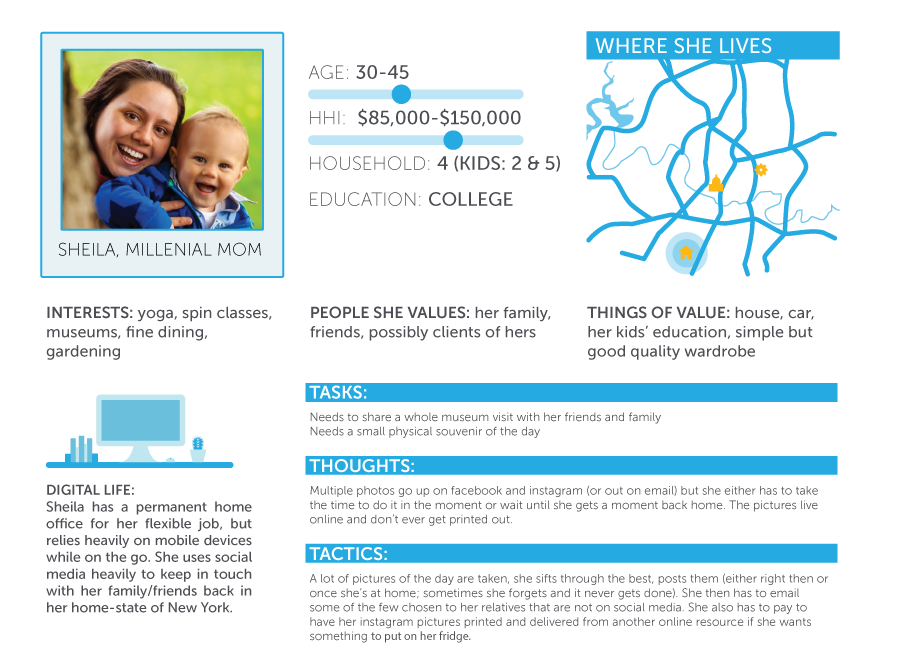 WHERE SHE LIVES
AGE: 30-45
HHI: $85,000-$150,000
HOUSEHOLD: 4 (KIDS: 2 & 5)
EDUCATION: COLLEGE
SHEILA, MILLENIAL MOM
INTERESTS: yoga, spin classes,
museums, fine dining,
gardening
PEOPLE SHE VALUES: her family,
friends, possibly clients of hers
THINGS OF VALUE: house, car,
her kids' education, simple but
good quality wardrobe
DIGITAL LIFE:
Sheila has a permanent home
office for her flexible job, but
relies heavily on mobile devices
while on the go. She uses social
media heavily to keep in touch
with her family/friends back in
her home-state of New York.
TASKS:
Needs to share a whole museum visit with her friends and family
Needs a small physical souvenir of the day
THOUGHTS:
Multiple photos go up on facebook and instagram (or out on email) but she either has to take
the time to do it in the moment or wait until she gets a moment back home. The pictures live
online and don't ever get printed out.
TACTICS:
A lot of pictures of the day are taken, she sifts through the best, posts them (either right then or
once she's at home; sometimes she forgets and it never gets done). She then has to email
some of the few chosen to her relatives that are not on social media. She also has to pay to
have her instagram pictures printed and delivered from another online resource if she wants
something to put on her fridge.